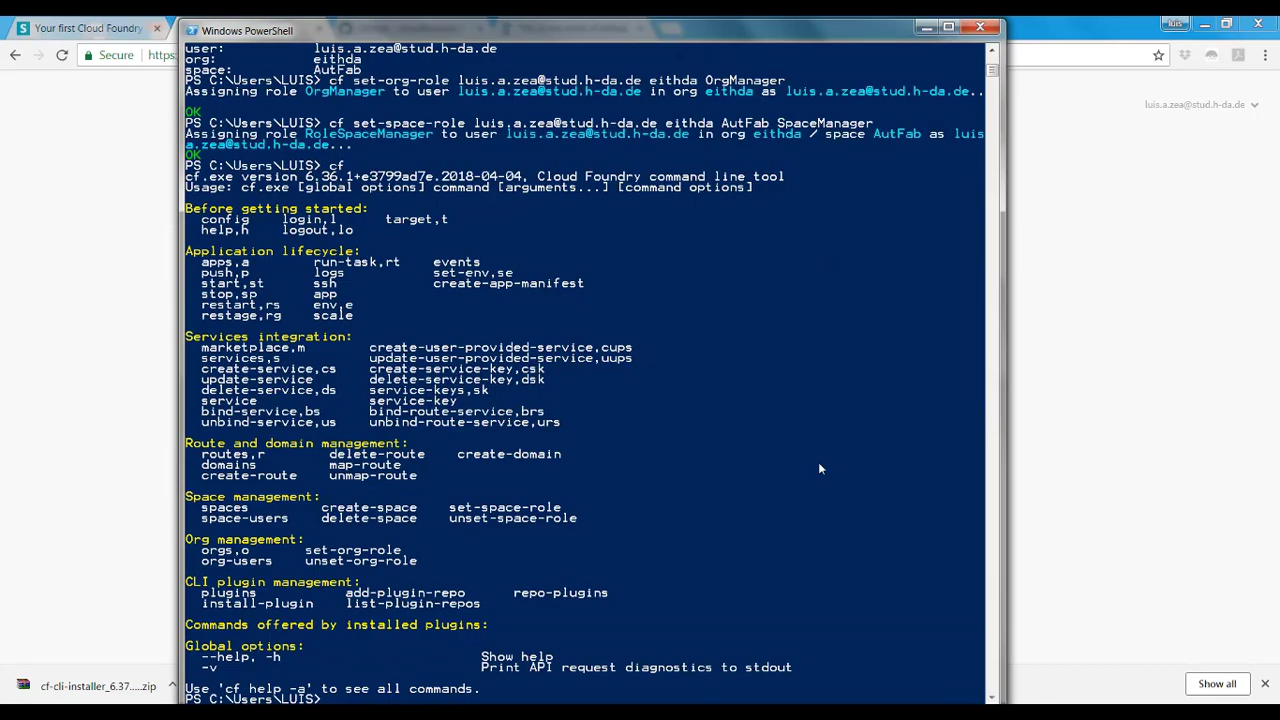 Your first Cloud Foundry
Windows PowerShell
luis
Secure
https:
luis.a.zea@stud.h-da.de
user: luis.a.zea@stud.h-da.de
org: eithda
space: AutFab
PS C:\Users\LUIS> cf set-org-role luis.a.zea@stud.h-da.de eithda OrgManager
Assigning role OrgManager to user luis.a.zea@stud.h-da.de in org eithda as luis.a.zea@stud.h-da.de..
OK
PS C:\Users\LUIS> cf set-space-role luis.a.zea@stud.h-da.de eithda AutFab SpaceManager
Assigning role RoleSpaceManager to user luis.a.zea@stud.h-da.de in org eithda / space AutFab as luis
a.zea@stud.h-da.de...
OK
PS C:\Users\LUIS> cf
cf.exe version 6.36.1+e3799ad7e.2018-04-04, Cloud Foundry command line tool
Usage: cf.exe [global options] command [arguments...] [command options]
Before getting started:
config login,l target,t
help,h logout,lo
Application lifecycle:
apps,a run-task,rt events
push,p logs set-env,se
start,st ssh create-app-manifest
stop,sp app
restart,rs env,e
restage,rg scale
Services integration:
marketplace,m create-user-provided-service,cups
services,s update-user-provided-service,uups
create-service,cs create-service-key,csk
update-service delete-service-key,dsk
delete-service,ds service-keys,sk
service service-key
bind-service,bs bind-route-service,brs
unbind-service,us unbind-route-service,urs
Route and domain management:
routes,r delete-route create-domain
domains map-route
create-route unmap-route
Space management:
spaces create-space set-space-role
space-users delete-space unset-space-role
Org management:
orgs,o set-org-role
org-users unset-org-role
CLI plugin management:
plugins add-plugin-repo repo-plugins
install-plugin list-plugin-repos
Commands offered by installed plugins:
Global options:
--help, -h Show help
-v Print API request diagnostics to stdout
Use 'cf help -a' to see all commands.
PS C:\Users\LUIS>
cf-cli-installer_6.37....zip
Show all